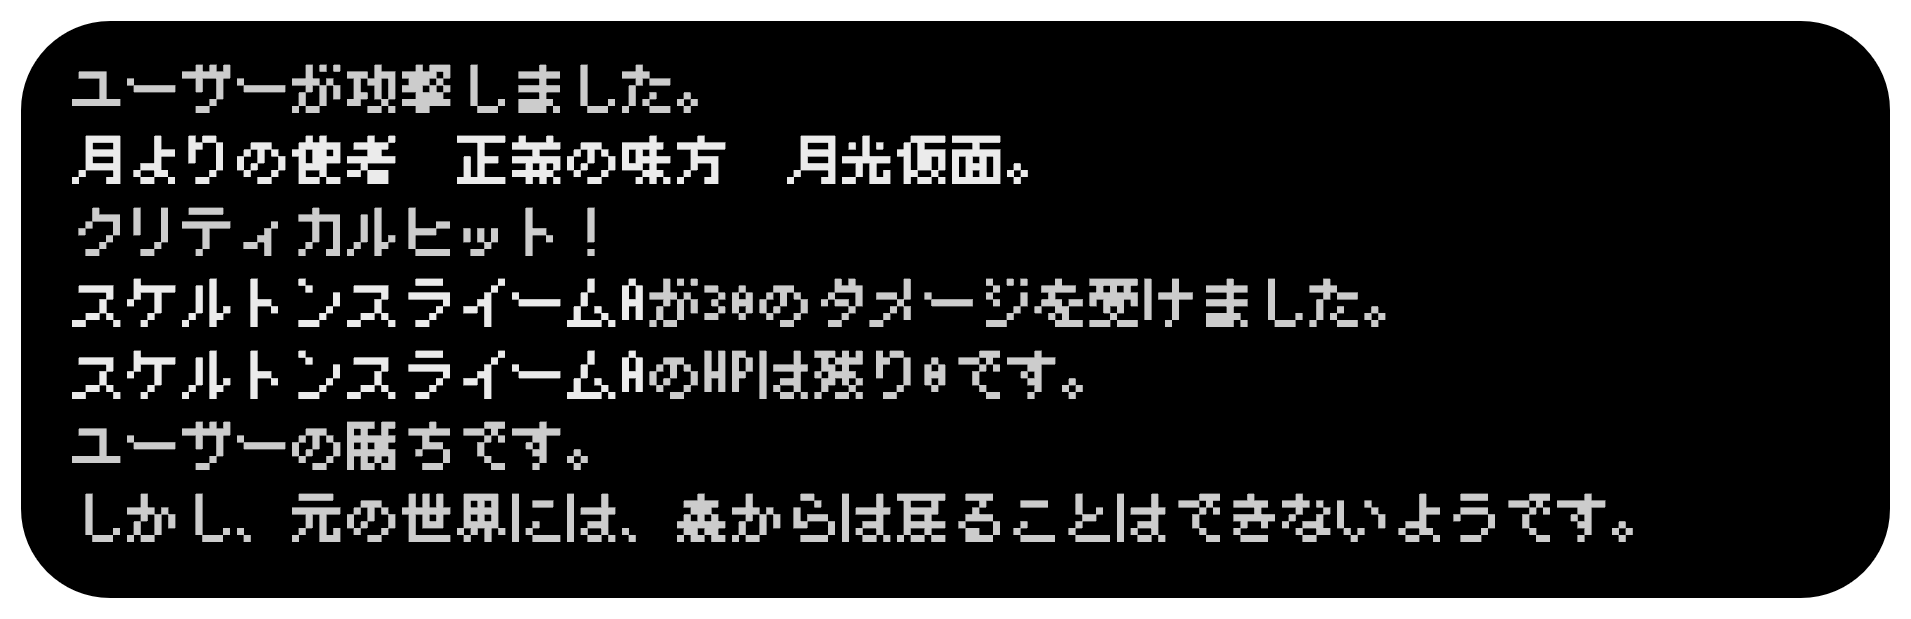 ユーザーが攻撃しました。
月よりの使者　正義の味方　月光仮面。
クリティカルヒット！
スケルトンスライームAが30のダメージを受けました。
スケルトンスライームAのHPは残り0です。
ユーザーの勝ちです。
しかし、元の世界には、森からは戻ることはできないようです。